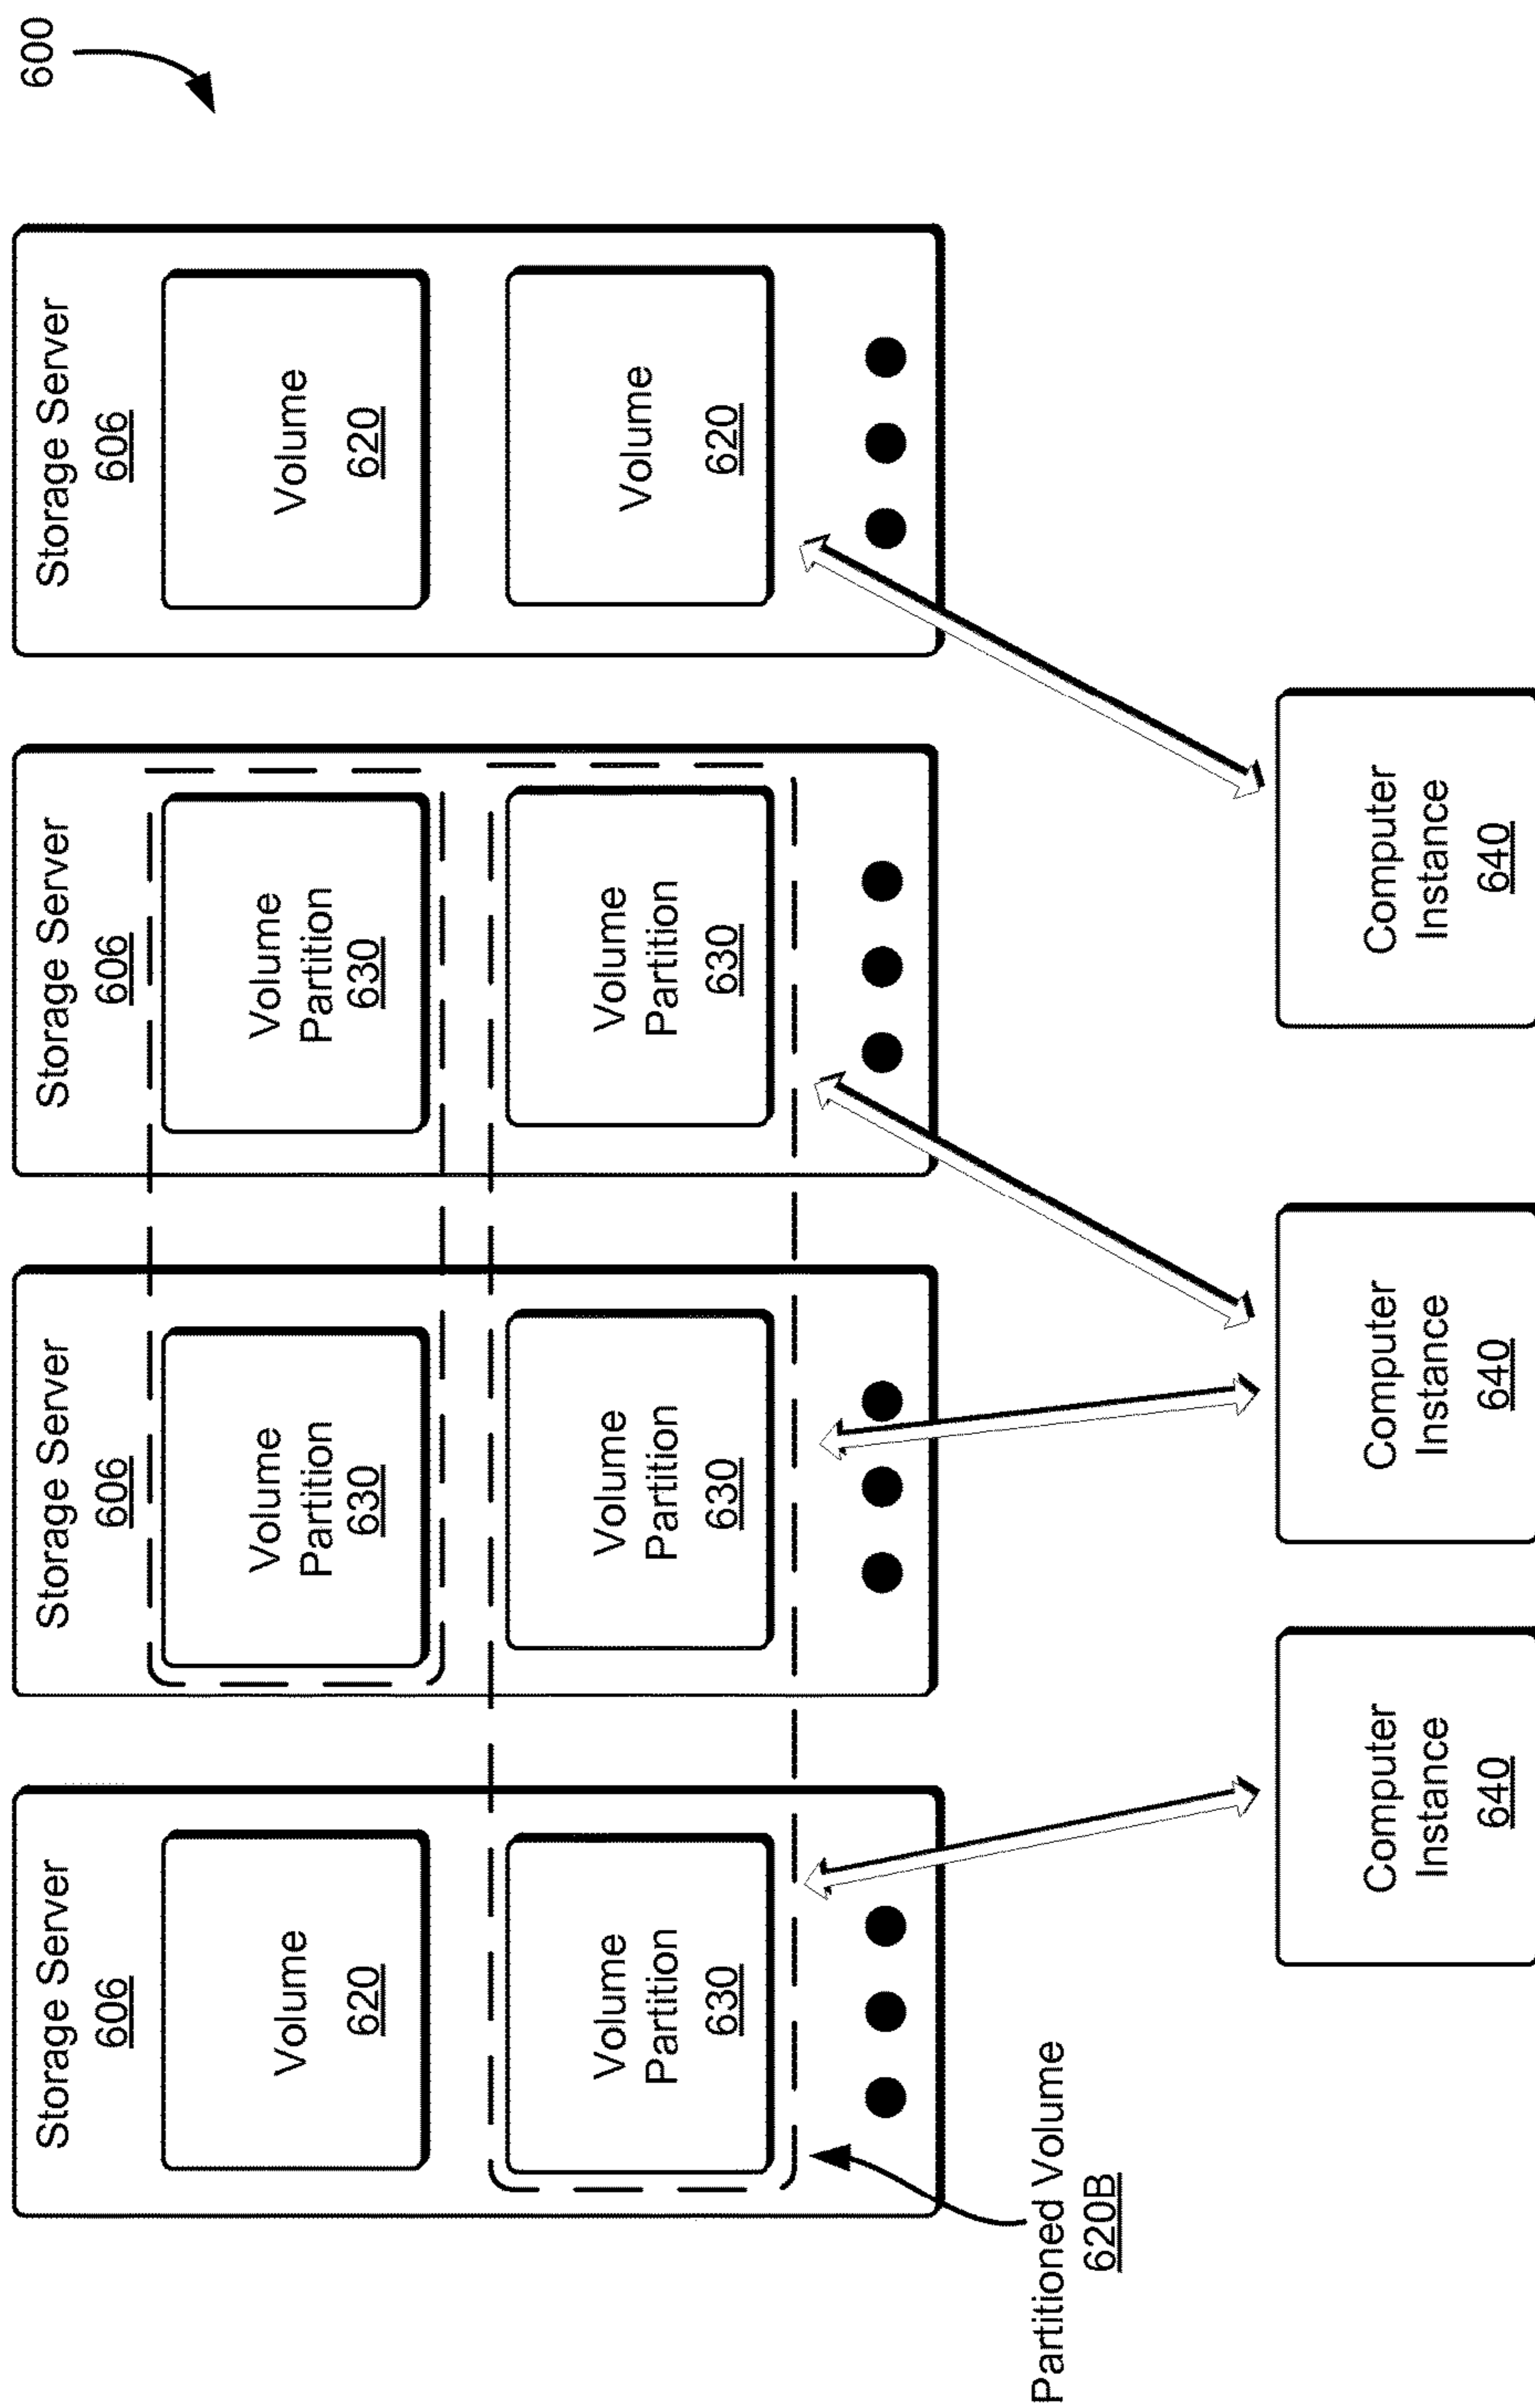 600
Storage Server
606
Volume
620
Volume
Partition
630
Storage Server
606
Volume
Partition
630
Volume
Partition
630
Storage Server
606
Volume
Partition
630
Volume
Partition
630
Storage Server
606
Volume
620
Volume
620
Partitioned Volume
620B
Computer
Instance
640
Computer
Instance
640
Computer
Instance
640